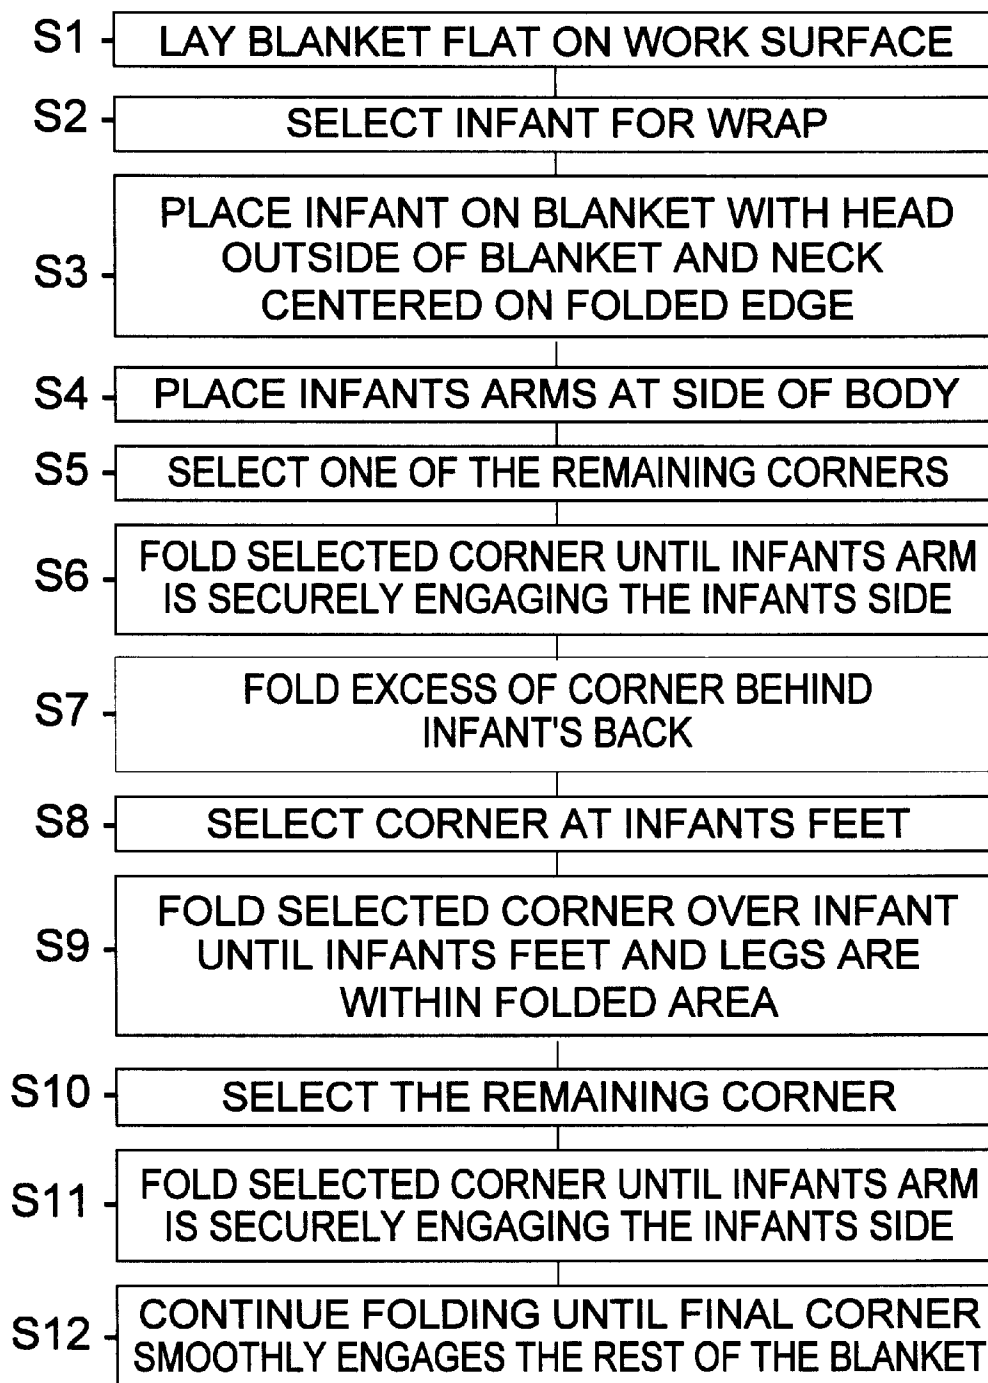 S1 LAY BLANKET FLAT ON WORK SURFACE
S2 SELECT INFANT FOR WRAP
S3 PLACE INFANT ON BLANKET WITH HEAD
OUTSIDE OF BLANKET AND NECK
CENTERED ON FOLDED EDGE
S4 PLACE INFANTS ARMS AT SIDE OF BODY
S5 SELECT ONE OF THE REMAINING CORNERS
S6 FOLD SELECTED CORNER UNTIL INFANTS ARM
IS SECURELY ENGAGING THE INFANTS SIDE
S7 FOLD EXCESS OF CORNER BEHIND
INFANT'S BACK
S8 SELECT CORNER AT INFANTS FEET
S9 FOLD SELECTED CORNER OVER INFANT
UNTIL INFANTS FEET AND LEGS ARE
WITHIN FOLDED AREA
S10 SELECT THE REMAINING CORNER
S11 FOLD SELECTED CORNER UNTIL INFANTS ARM
IS SECURELY ENGAGING THE INFANTS SIDE
S12 CONTINUE FOLDING UNTIL FINAL CORNER
SMOOTHLY ENGAGES THE REST OF THE BLANKET